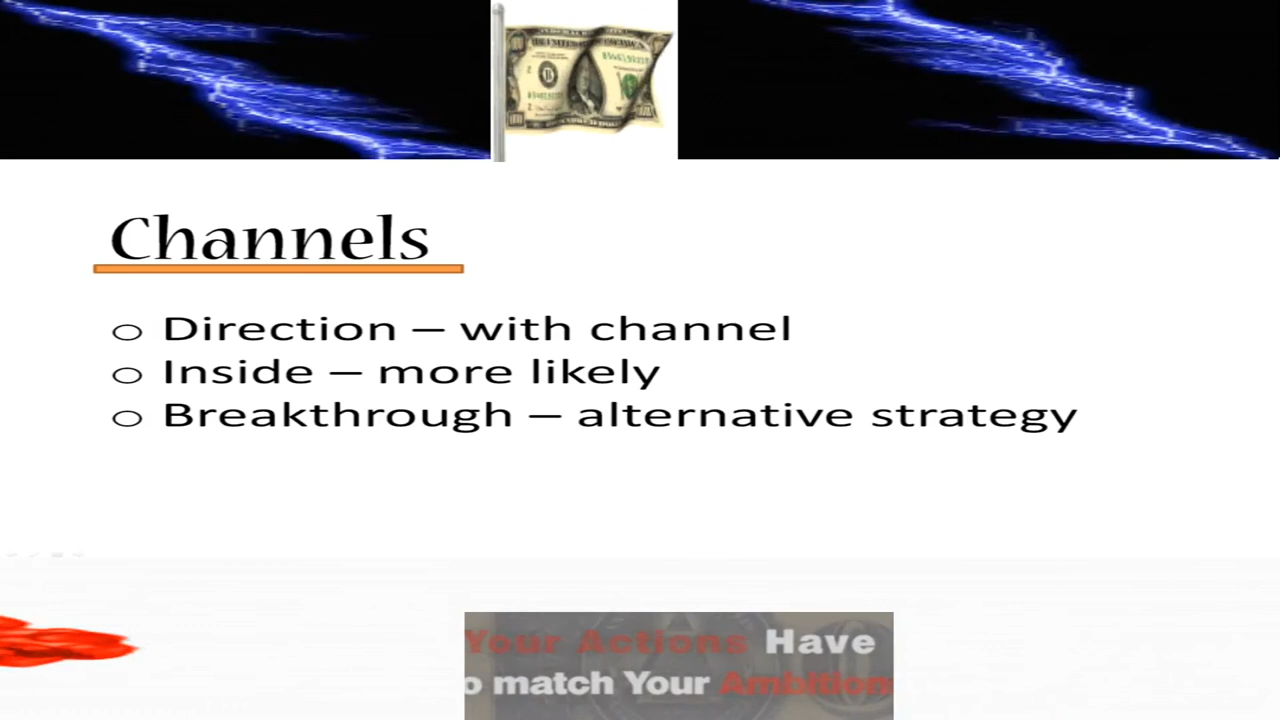 Channels
Direction – with channel
Inside – more likely
Breakthrough – alternative strategy
Your Actions Have
o match Your Ambition